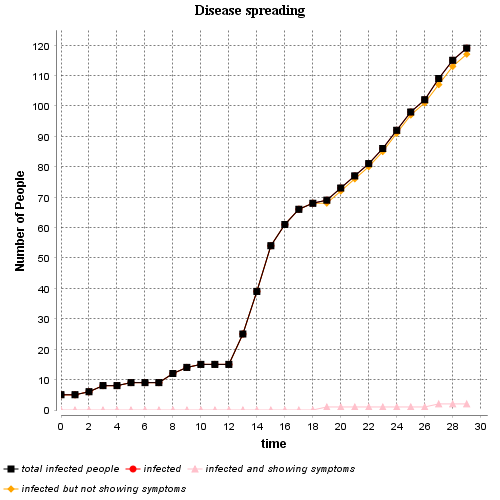 Disease spreading
120
110
100
90
80
70
60
50
40
30
20
10
0
Number of People
0 2 4 6 8 10 12 14 16 18 20 22 24 26 28 30
time
total infected people infected infected and showing symptoms
infected but not showing symptoms